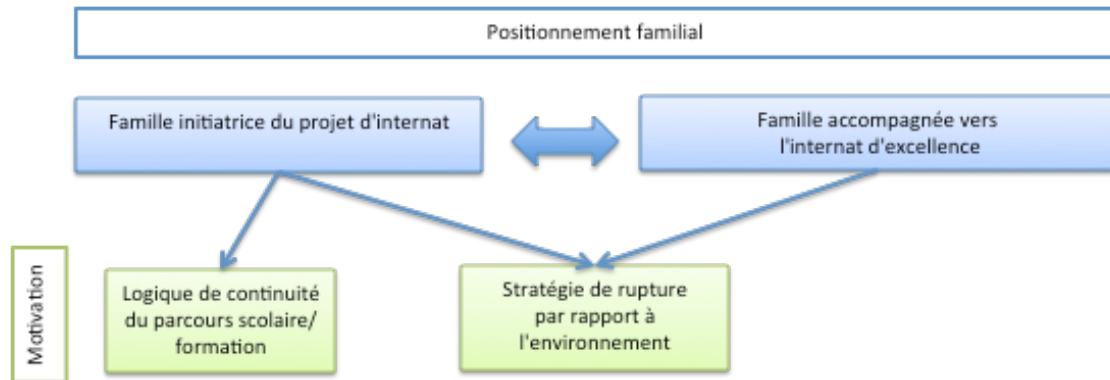 Positionnement familial
Famille initiatrice du projet d'internat
Famille accompagnée vers
l'internat d'excellence
Motivation
Logique de continuité
du parcours scolaire/
formation
Stratégie de rupture
par rapport à
l'environnement